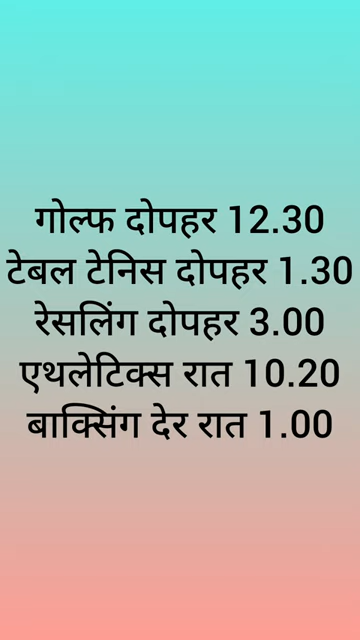 गोल्फ दोपहर 12.30
टेबल टेनिस दोपहर 1.30
रेसलिंग दोपहर 3.00
एथलेटिक्स रात 10.20
बाक्सिंग देर रात 1.00